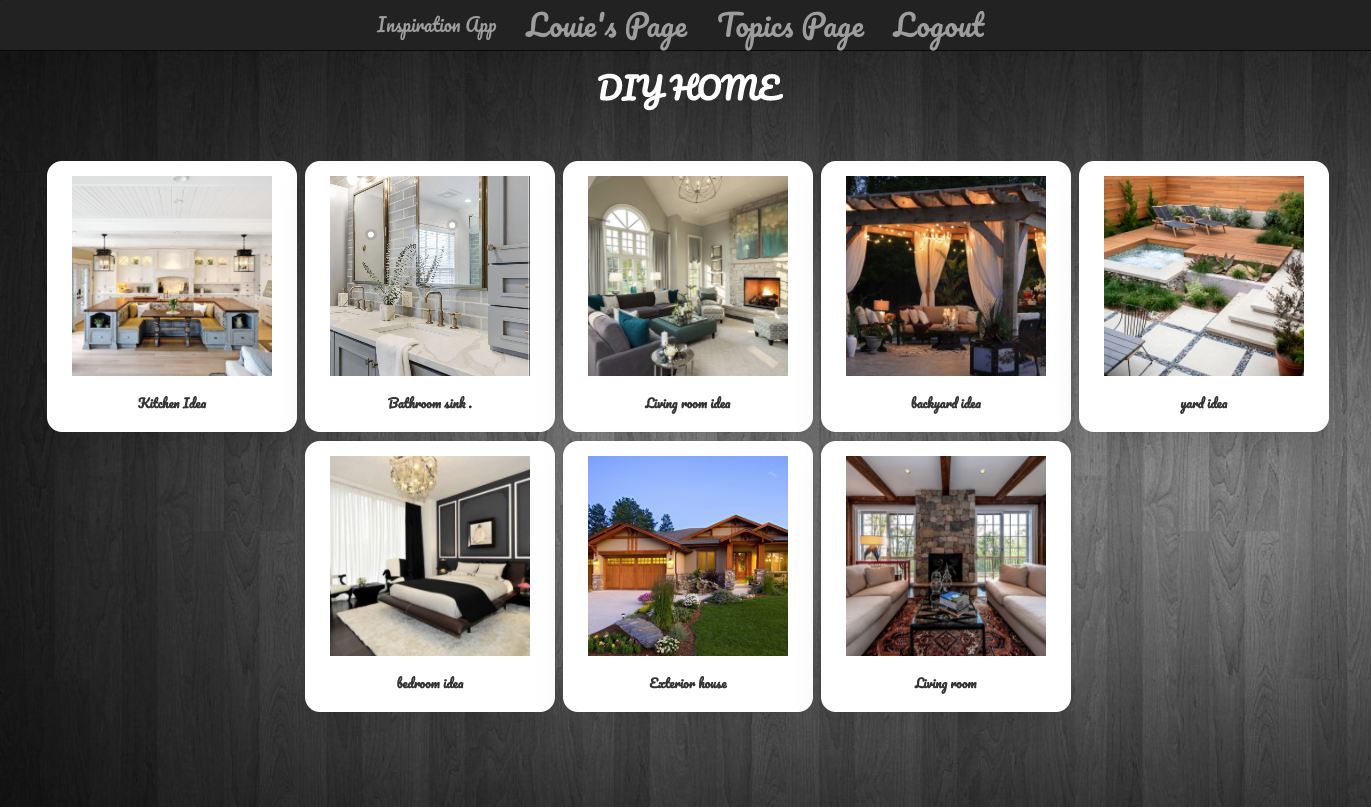 Inspiration App Louie's Page Topics Page Logout
DIY HOME
Kitchen Idea
Bathroom sink .
Living room idea
backyard idea
yard idea
bedroom idea
Exterior house
Living room